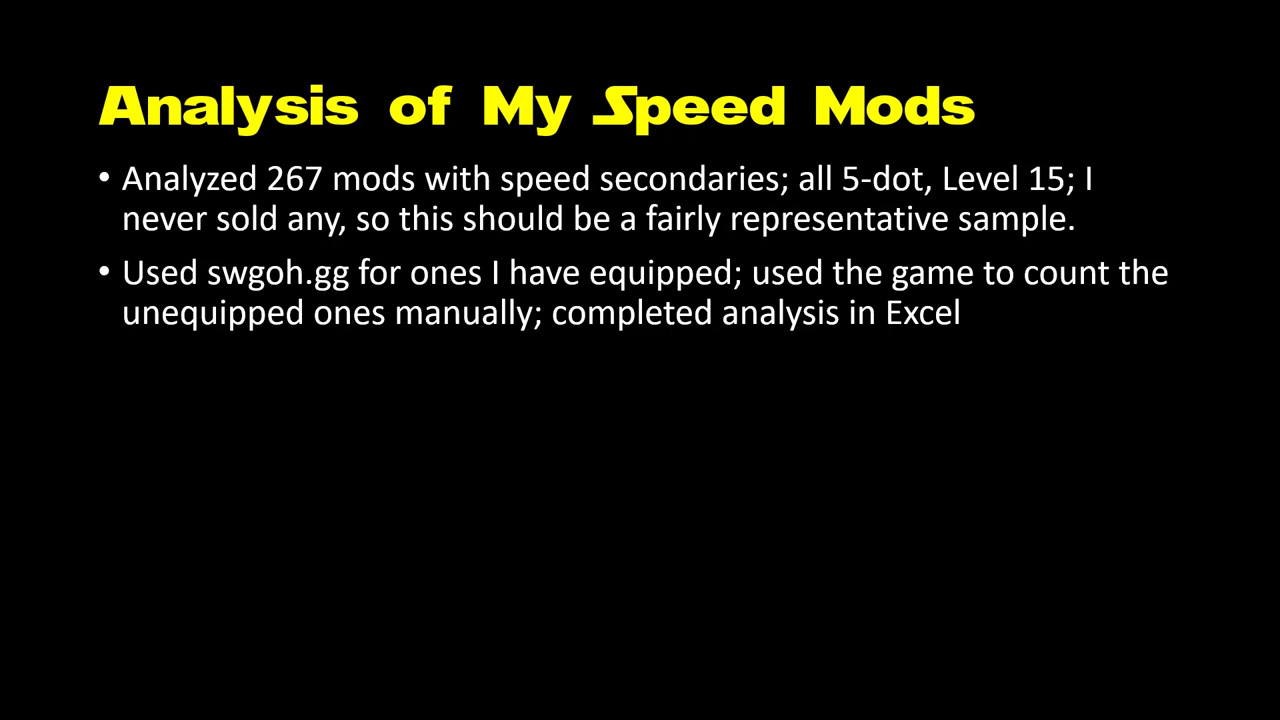 Analysis of My Speed Mods
• Analyzed 267 mods with speed secondaries; all 5-dot, Level 15; I
never sold any, so this should be a fairly representative sample.
• Used swgoh.gg for ones I have equipped; used the game to count the
unequipped ones manually; completed analysis in Excel